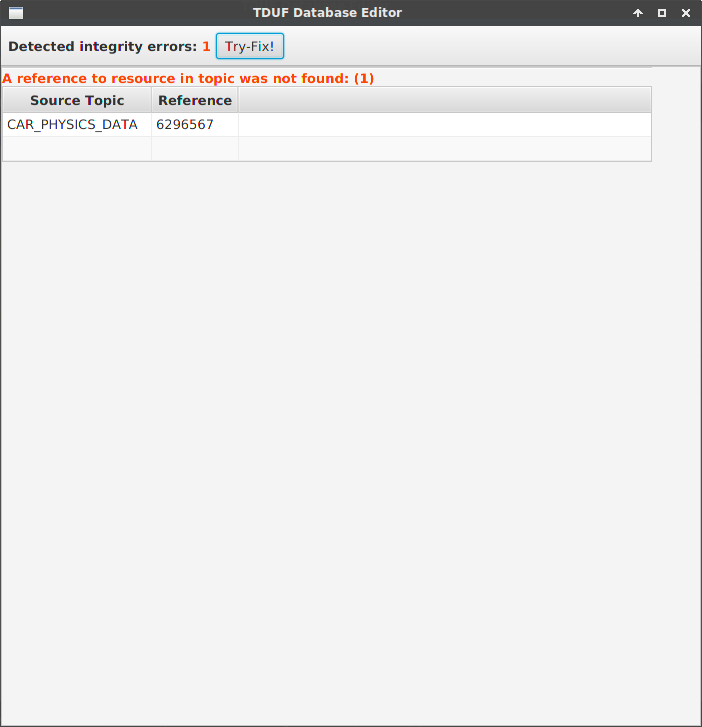 TDUF Database Editor
Detected integrity errors: 1 Try-Fix!
A reference to resource in topic was not found: (1)
Source Topic Reference
CAR_PHYSICS_DATA 6296567